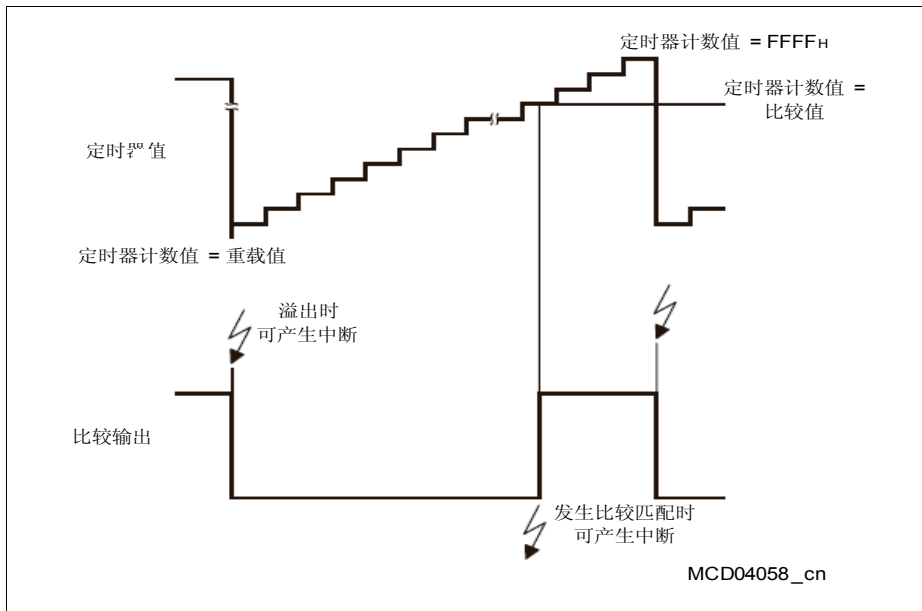 定时器计数值 = FFFFH
定时器计数值 =
比较值
定时器值
定时器计数值 = 重载值
溢出时
可产生中断
比较输出
发生比较匹配时
可产生中断
MCD04058_cn